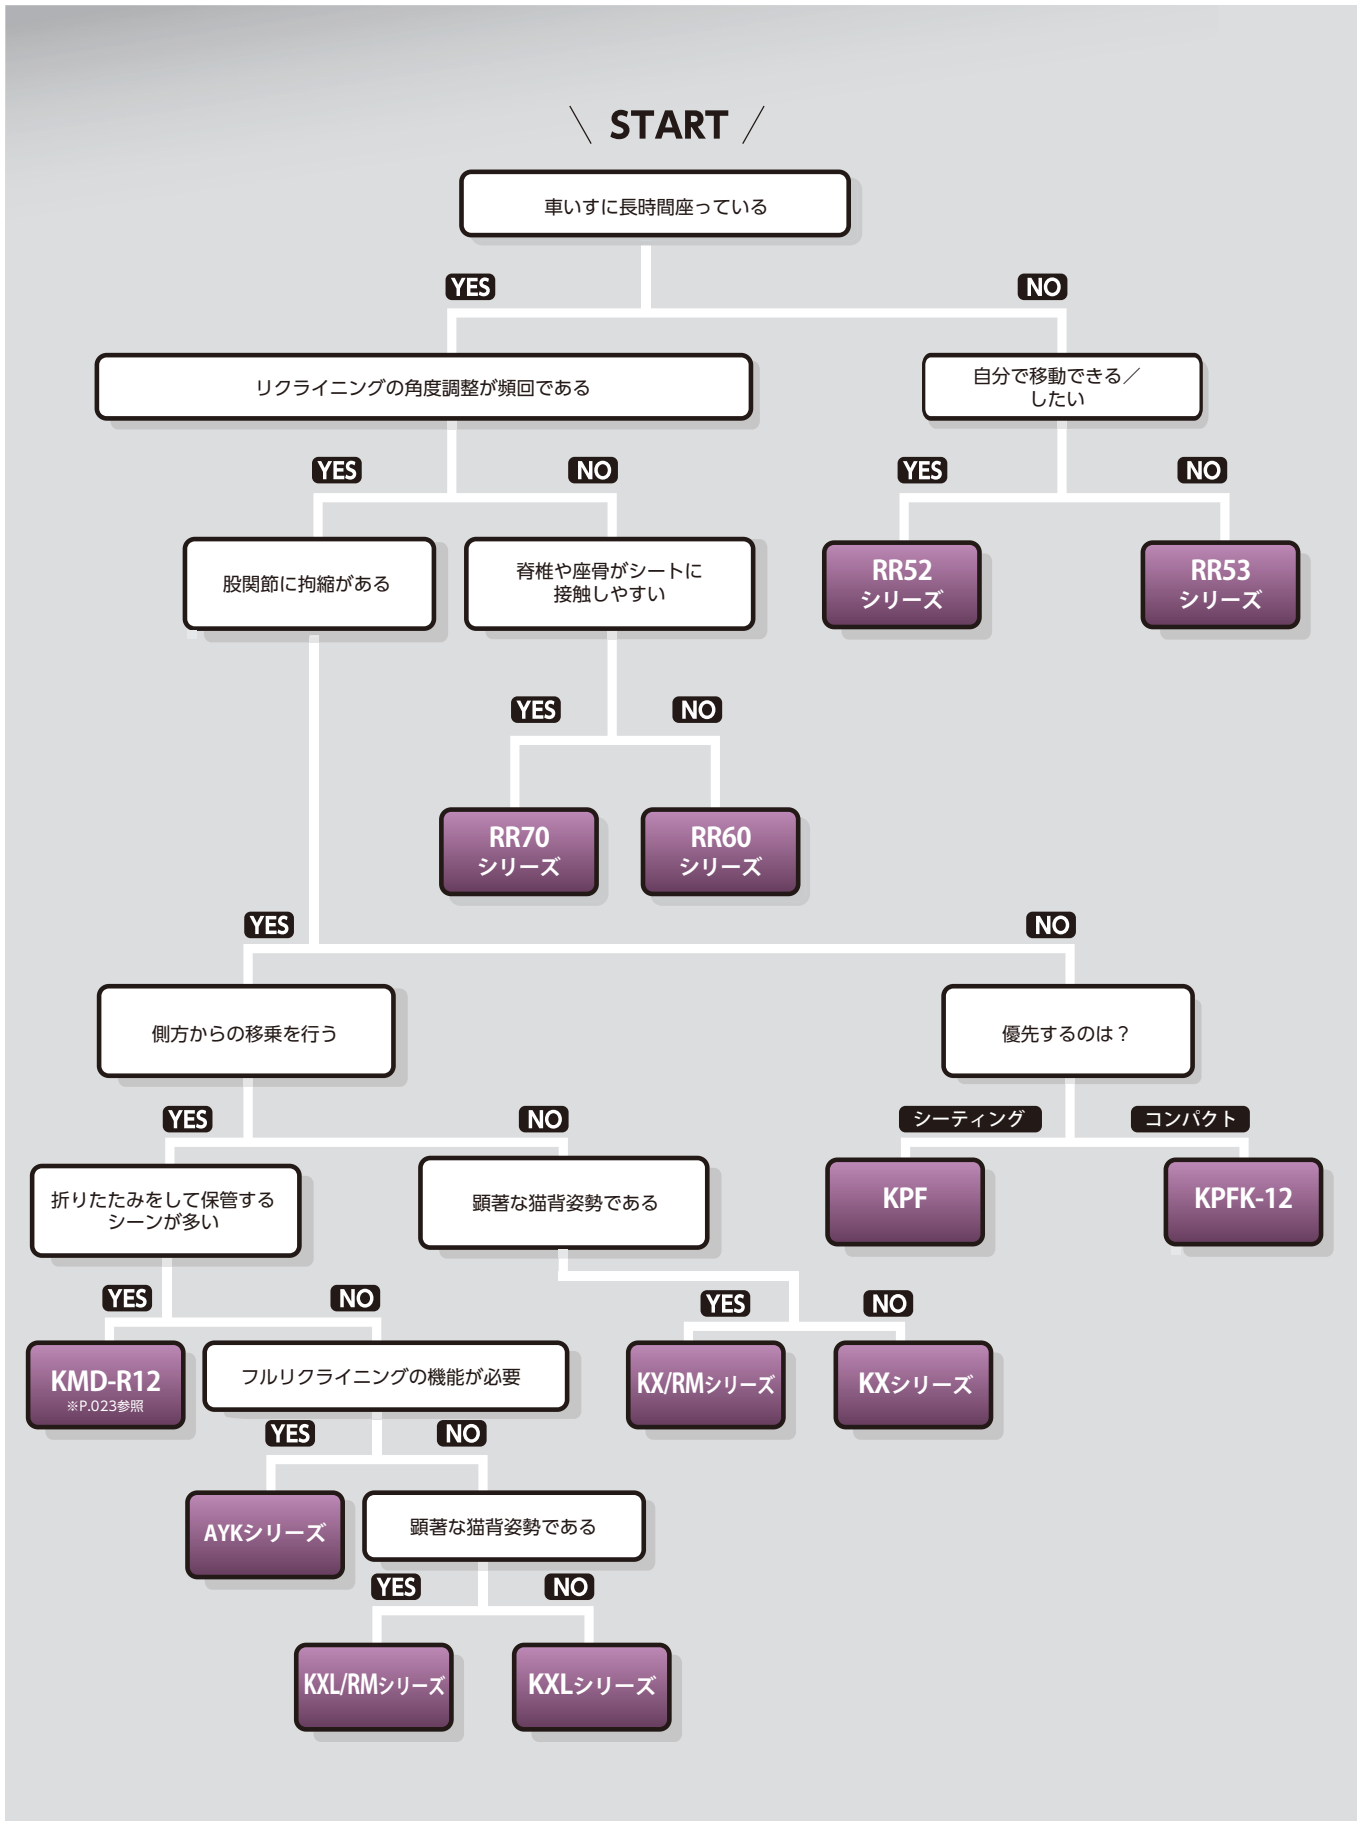 START
車いすに長時間座っている
YES
NO
リクライニングの角度調整が頻回である
自分で移動できる／
したい
YES
NO
YES
NO
股関節に拘縮がある
脊椎や座骨がシートに
接触しやすい
RR52
シリーズ
RR53
シリーズ
YES
NO
RR70
シリーズ
RR60
シリーズ
YES
NO
側方からの移乗を行う
優先するのは？
YES
NO
シーティング
コンパクト
折りたたみをして保管する
シーンが多い
顕著な猫背姿勢である
KPF
KPFK-12
YES
NO
YES
NO
KMD-R12
※P.023参照
フルリクライニングの機能が必要
KX/RMシリーズ
KXシリーズ
YES
NO
AYKシリーズ
顕著な猫背姿勢である
YES
NO
KXL/RMシリーズ
KXLシリーズ